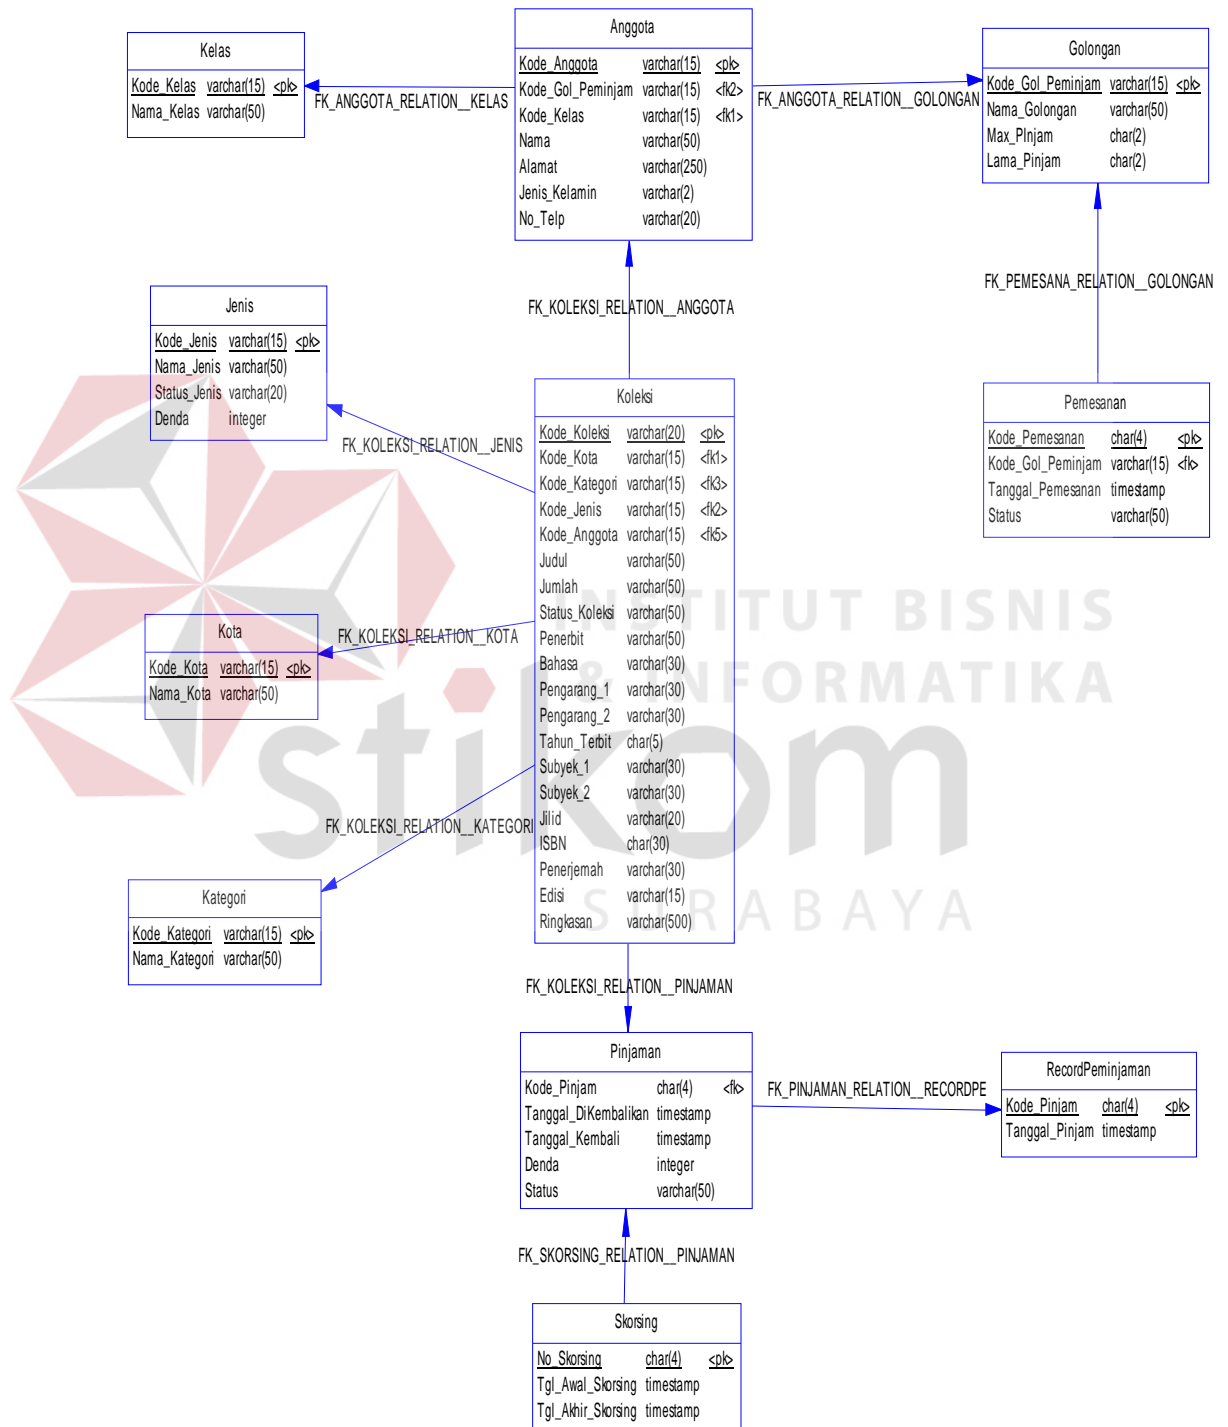 Anggota
Kode_Anggota varchar(15) <pk>
Kode_Gol_Peminjam varchar(15) <fk2>
Kode_Kelas varchar(15) <fk1>
Nama varchar(50)
Alamat varchar(250)
Jenis_Kelamin varchar(2)
No_Telp varchar(20)
Kelas
Kode_Kelas varchar(15) <pk>
Nama_Kelas varchar(50)
FK_ANGGOTA_RELATION__KELAS
FK_ANGGOTA_RELATION__GOLONGAN
Golongan
Kode_Gol_Peminjam varchar(15) <pk>
Nama_Golongan varchar(50)
Max_PInjam char(2)
Lama_Pinjam char(2)
FK_PEMESANA_RELATION__GOLONGAN
FK_KOLEKSI_RELATION__ANGGOTA
Jenis
Kode_Jenis varchar(15) <pk>
Nama_Jenis varchar(50)
Status_Jenis varchar(20)
Denda integer
FK_KOLEKSI_RELATION__JENIS
Koleksi
Kode_Koleksi varchar(20) <pk>
Kode_Kota varchar(15) <fk1>
Kode_Kategori varchar(15) <fk3>
Kode_Jenis varchar(15) <fk2>
Kode_Anggota varchar(15) <fk5>
Judul varchar(50)
Jumlah varchar(50)
Status_Koleksi varchar(50)
Penerbit varchar(50)
Bahasa varchar(30)
Pengarang_1 varchar(30)
Pengarang_2 varchar(30)
Tahun_Terbit char(5)
Subyek_1 varchar(30)
Subyek_2 varchar(30)
Jilid varchar(20)
ISBN char(30)
Penerjemah varchar(30)
Edisi varchar(15)
Ringkasan varchar(500)
Pemesanan
Kode_Pemesanan char(4) <pk>
Kode_Gol_Peminjam varchar(15) <fk>
Tanggal_Pemesanan timestamp
Status varchar(50)
INSTITUT BISNIS
& INFORMATIKA
stikom
SURABAYA
Kota
Kode_Kota varchar(15) <pk>
Nama_Kota varchar(50)
FK_KOLEKSI_RELATION__KOTA
FK_KOLEKSI_RELATION__KATEGORI
Kategori
Kode_Kategori varchar(15) <pk>
Nama_Kategori varchar(50)
FK_KOLEKSI_RELATION__PINJAMAN
Pinjaman
Kode_Pinjam char(4) <fk>
Tanggal_DiKembalikan timestamp
Tanggal_Kembali timestamp
Denda integer
Status varchar(50)
FK_PINJAMAN_RELATION__RECORDPE
RecordPeminjaman
Kode_Pinjam char(4) <pk>
Tanggal_Pinjam timestamp
FK_SKORSING_RELATION__PINJAMAN
Skorsing
No_Skorsing char(4) <pk>
Tgl_Awal_Skorsing timestamp
Tgl_Akhir_Skorsing timestamp